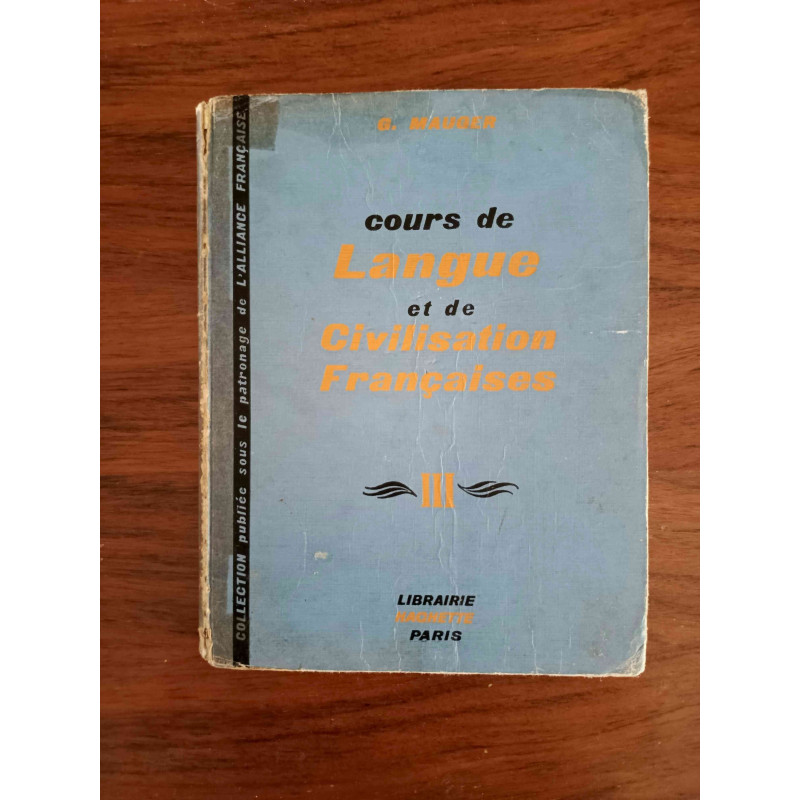 G. MAUGER
cours de
Langue
et de
Civilisation
Françaises
III
LIBRAIRIE
HACHETTE
PARIS
COLLECTION publiée sous le patronage de L'ALLIANCE FRANÇAISE